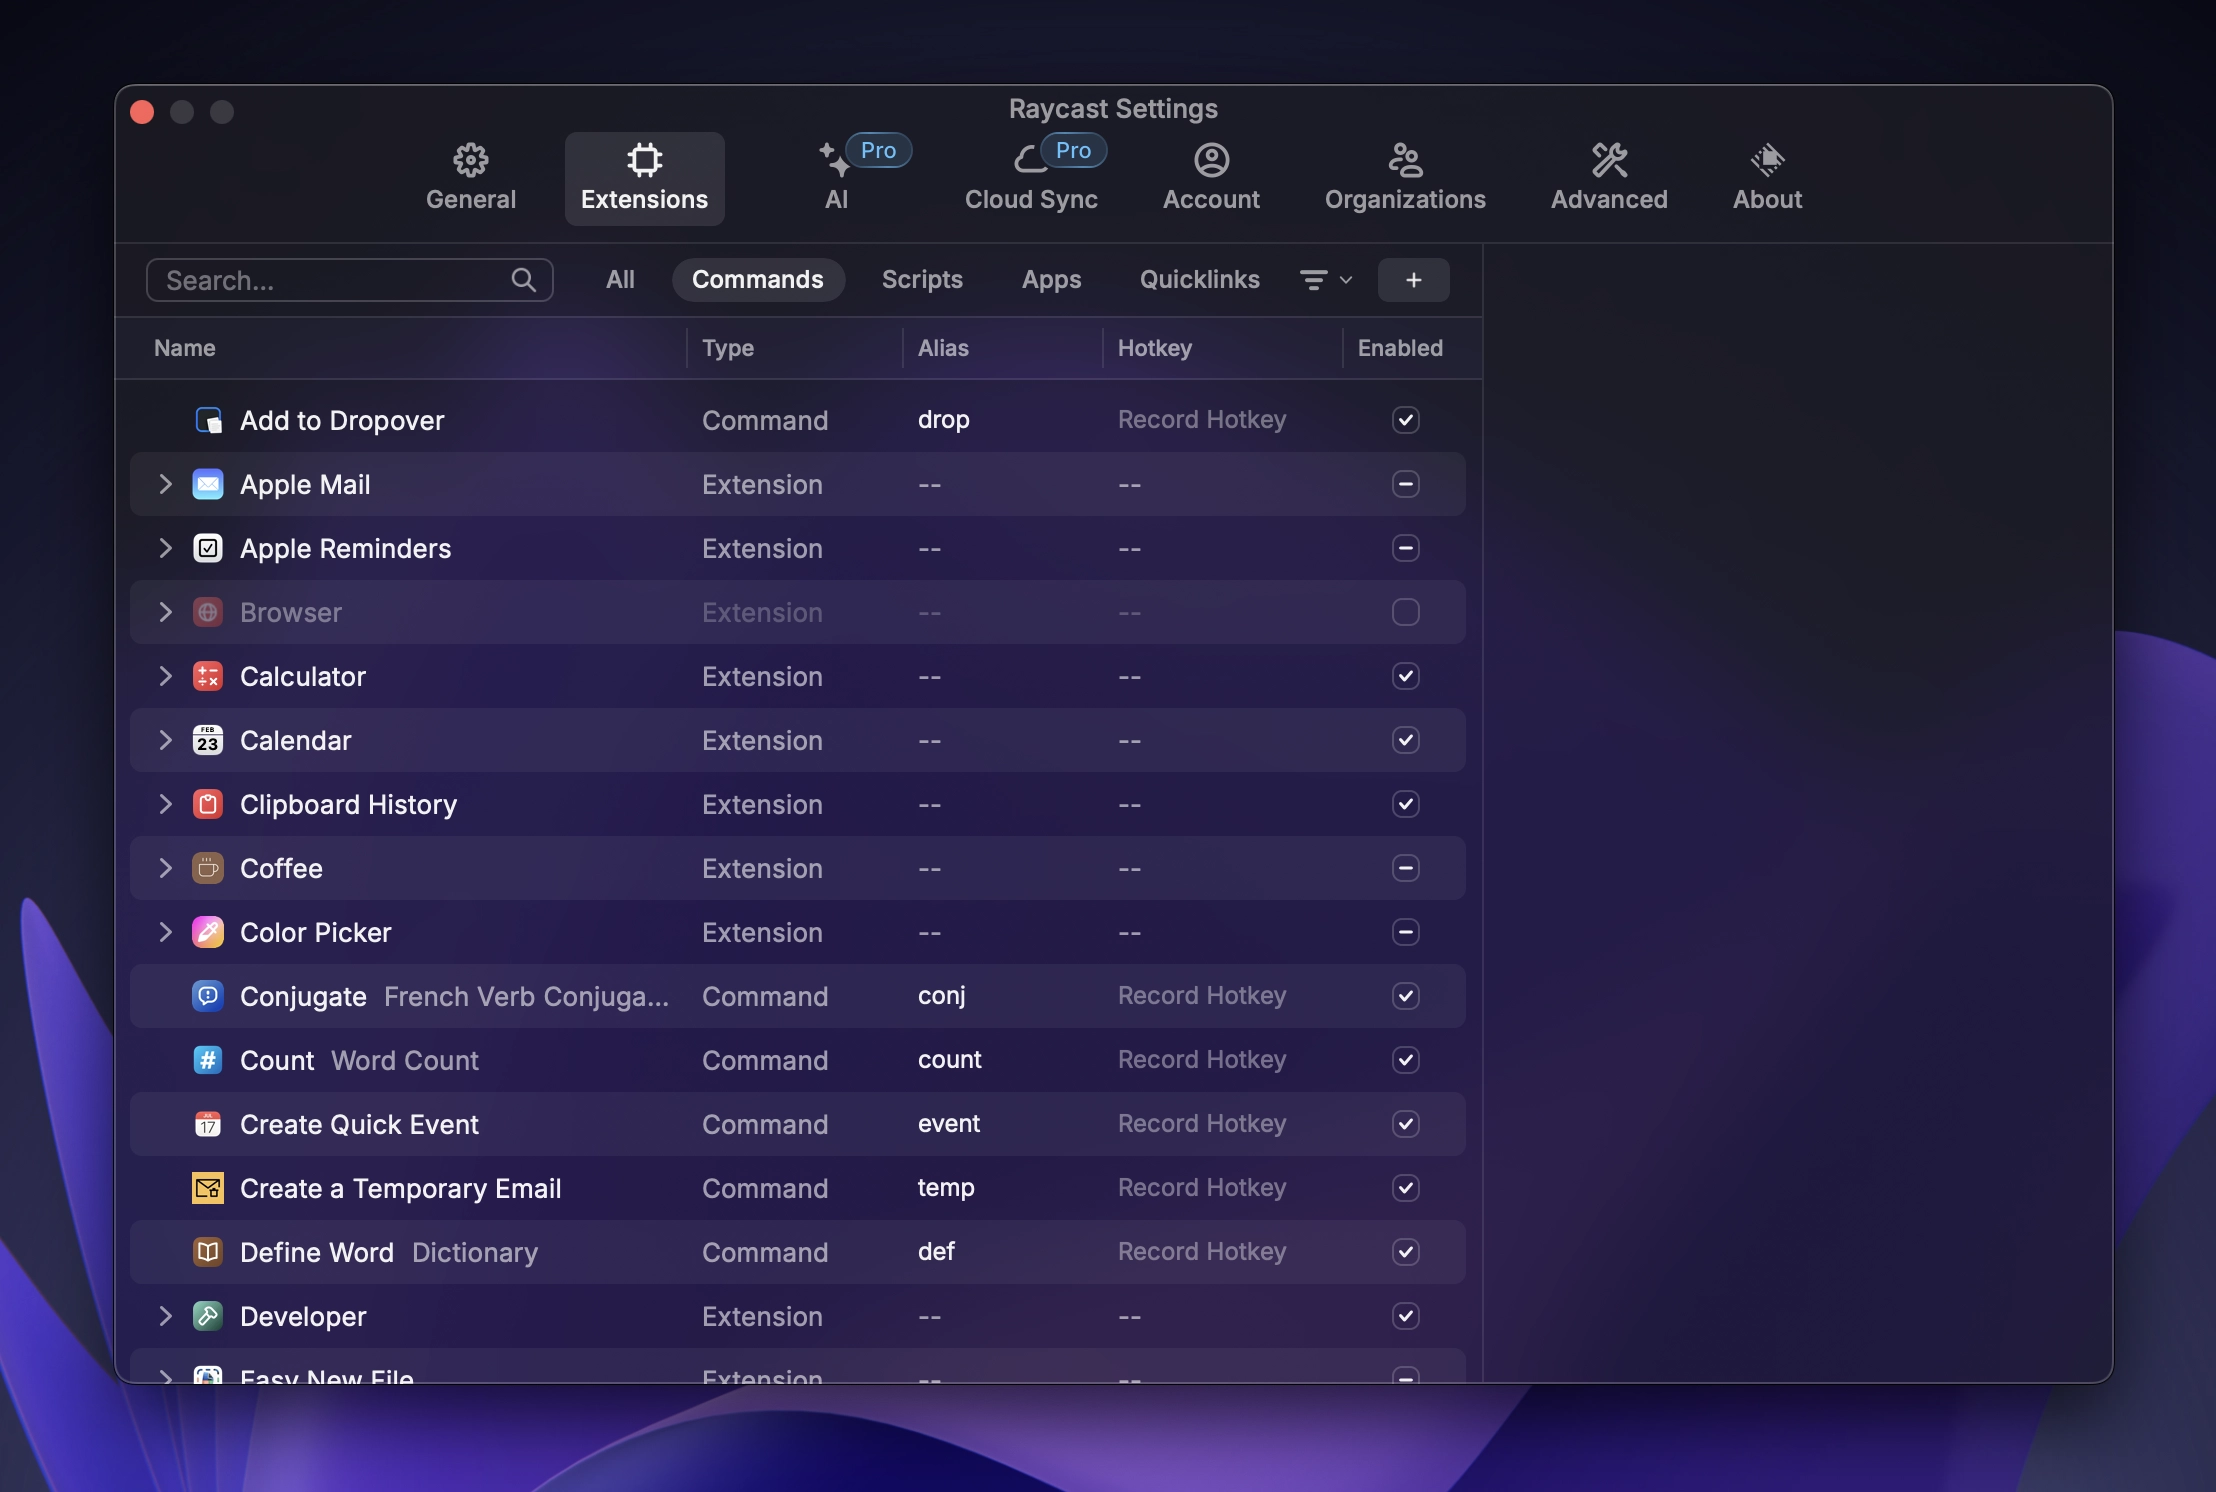 Raycast Settings
General
Extensions
AI Pro
Cloud Sync Pro
Account
Organizations
Advanced
About
Search...
All Commands Scripts Apps Quicklinks +
Name Type Alias Hotkey Enabled
Add to Dropover Command drop Record Hotkey
Apple Mail Extension -- --
Apple Reminders Extension -- --
Browser Extension -- --
Calculator Extension -- --
FEB
23
Calendar Extension -- --
Clipboard History Extension -- --
Coffee Extension -- --
Color Picker Extension -- --
Conjugate French Verb Conjuga... Command conj Record Hotkey
# Count Word Count Command count Record Hotkey
JUL
17
Create Quick Event Command event Record Hotkey
Create a Temporary Email Command temp Record Hotkey
Define Word Dictionary Command def Record Hotkey
Developer Extension -- --
Easy New File Extension -- --